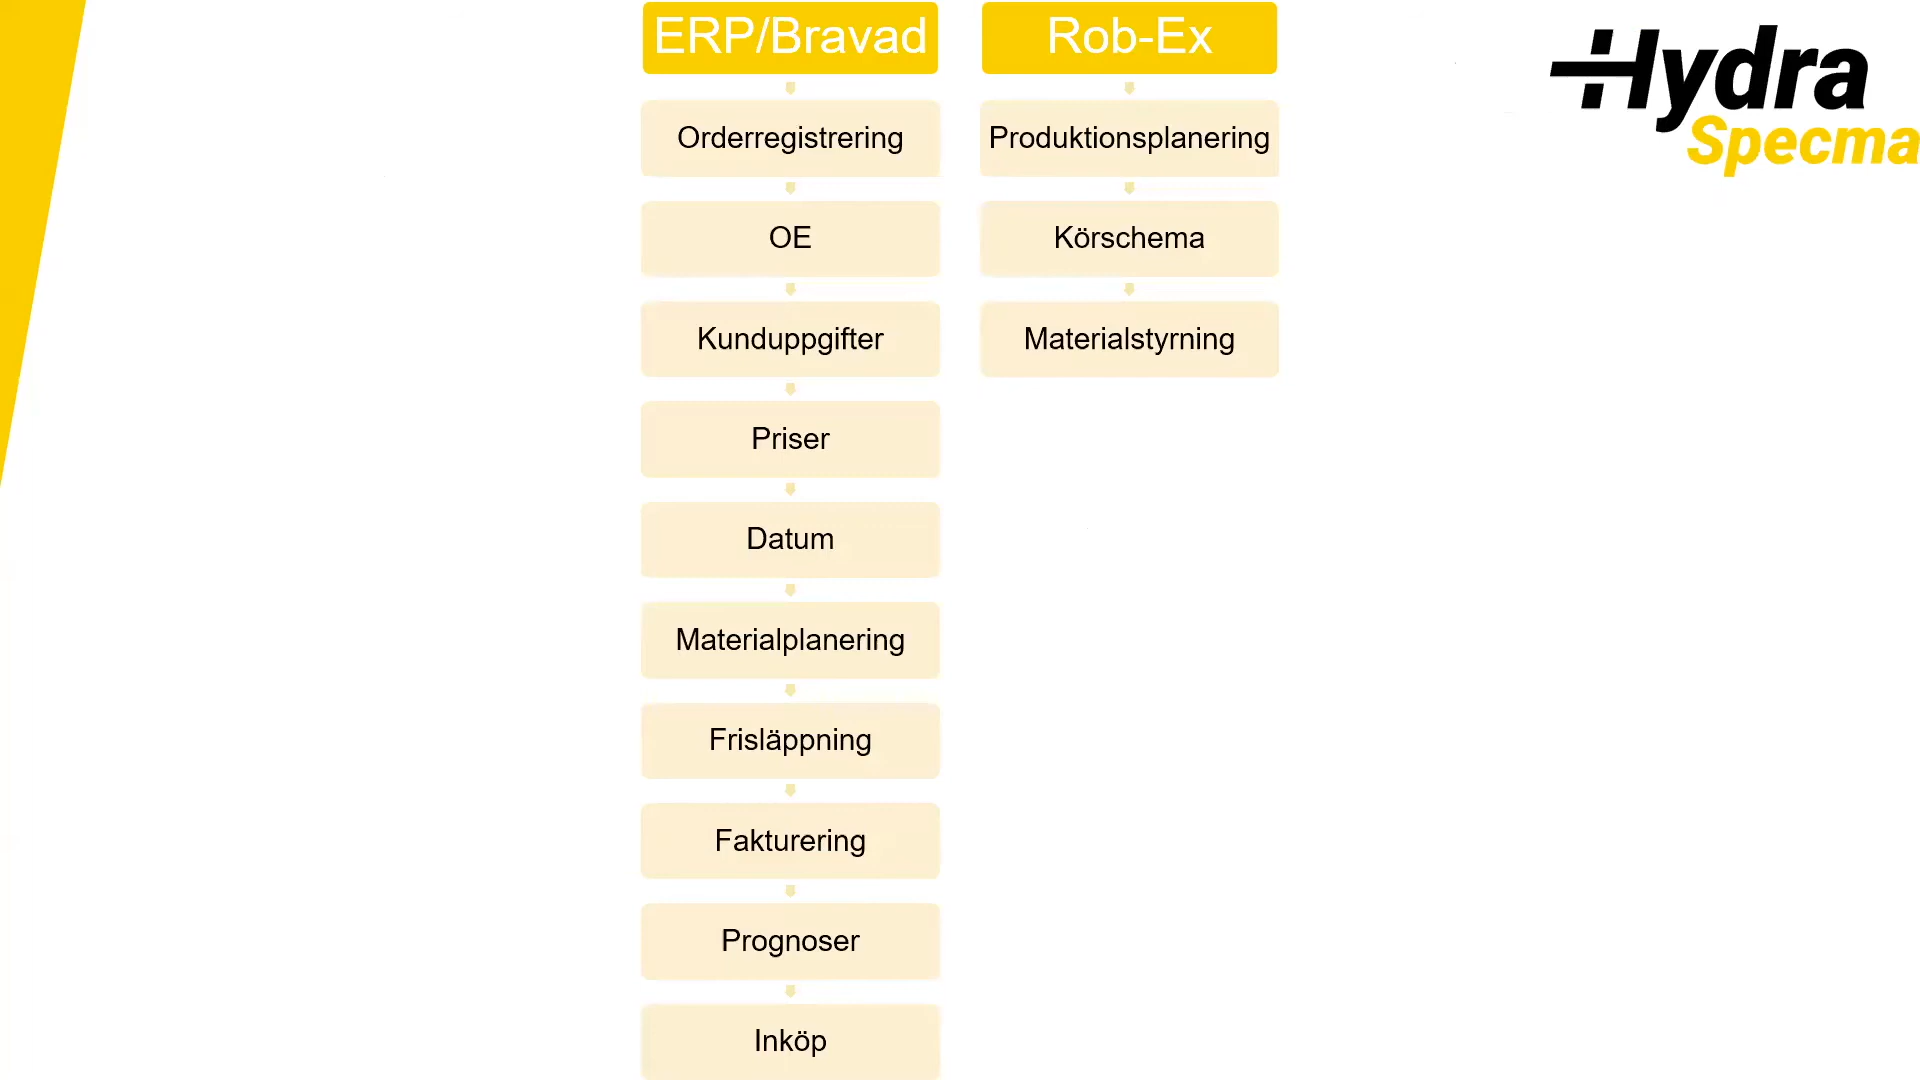 ERP/Bravad
Orderregistrering
OE
Kunduppgifter
Priser
Datum
Materialplanering
Frisläppning
Fakturering
Prognoser
Inköp
Rob-Ex
Produktionsplanering
Körschema
Materialstyrning
Hydra
Specma